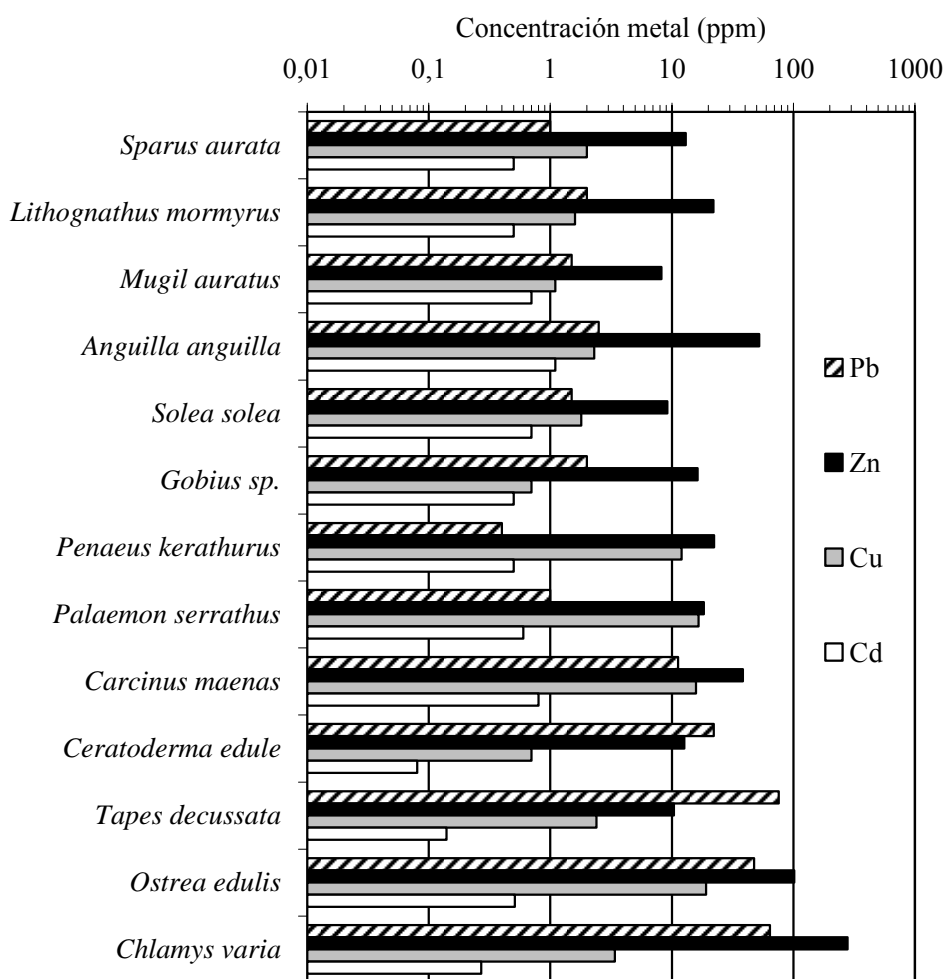 Concentración metal (ppm)
0,01 0,1 1 10 100 1000
Sparus aurata
Lithognathus mormyrus
Mugil auratus
Anguilla anguilla
Solea solea
Gobius sp.
Penaeus kerathurus
Palaemon serrathus
Carcinus maenas
Ceratoderma edule
Tapes decussata
Ostrea edulis
Chlamys varia
Pb
Zn
Cu
Cd